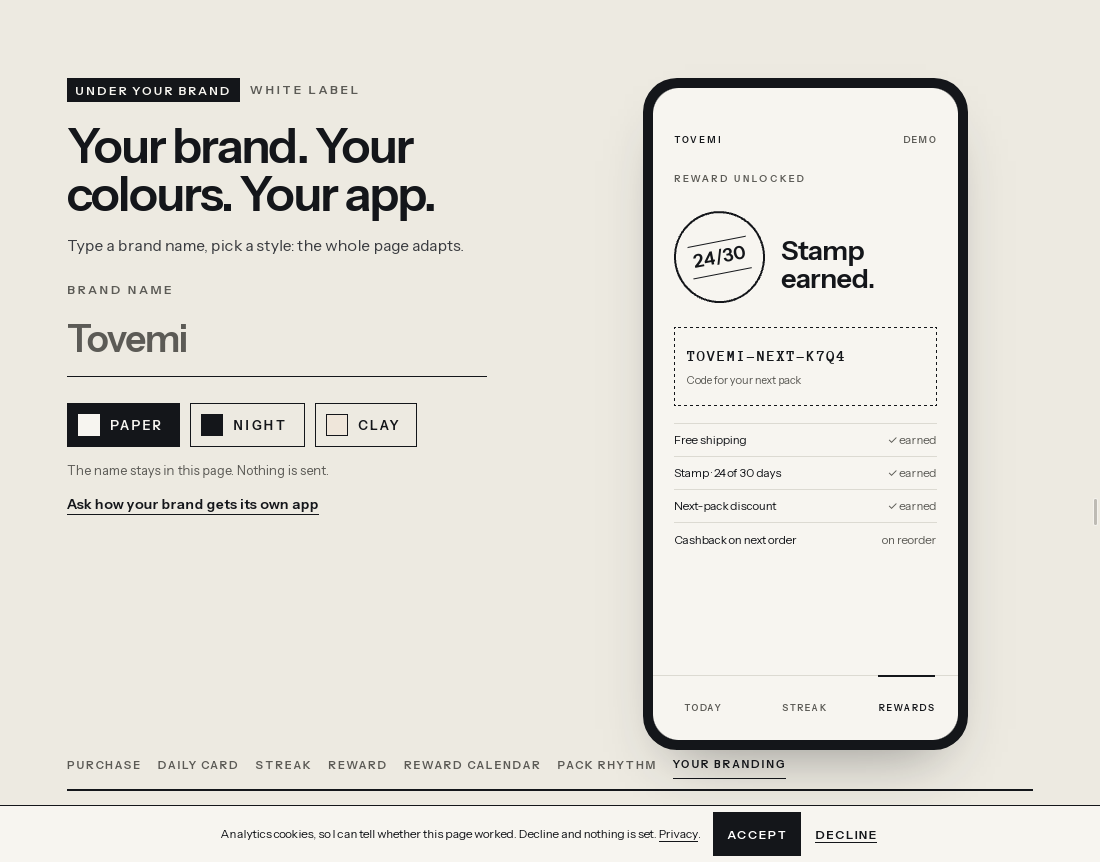 UNDER YOUR BRAND WHITE LABEL
Your brand. Your
colours. Your app.
Type a brand name, pick a style: the whole page adapts.
BRAND NAME
Tovemi
PAPER NIGHT CLAY
The name stays in this page. Nothing is sent.
Ask how your brand gets its own app
TOVEMI DEMO
REWARD UNLOCKED
24/30
Stamp
earned.
TOVEMI–NEXT–K7Q4
Code for your next pack
Free shipping ✓ earned
Stamp · 24 of 30 days ✓ earned
Next-pack discount ✓ earned
Cashback on next order on reorder
TODAY STREAK REWARDS
PURCHASE DAILY CARD STREAK REWARD REWARD CALENDAR PACK RHYTHM YOUR BRANDING
Analytics cookies, so I can tell whether this page worked. Decline and nothing is set. Privacy. ACCEPT DECLINE